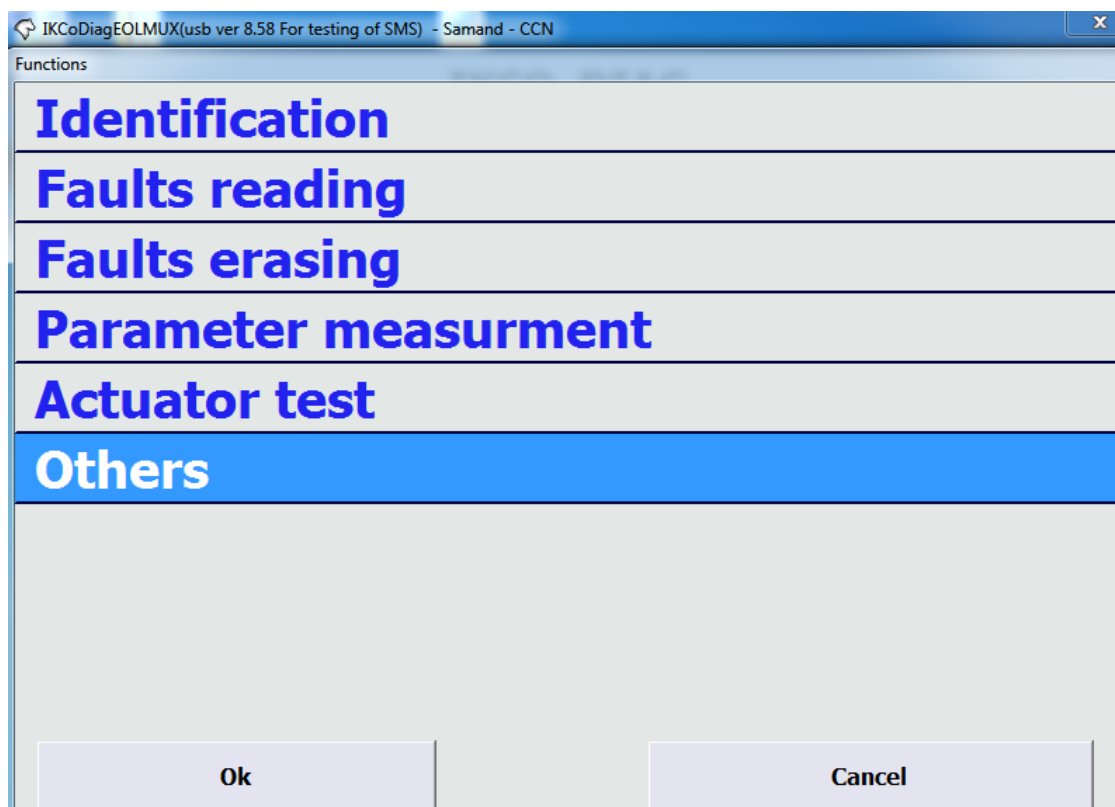 IKCoDiagEOLMUX(usb ver 8.58 For testing of SMS) - Samand - CCN
Functions
Identification
Faults reading
Faults erasing
Parameter measurment
Actuator test
Others
Ok
Cancel